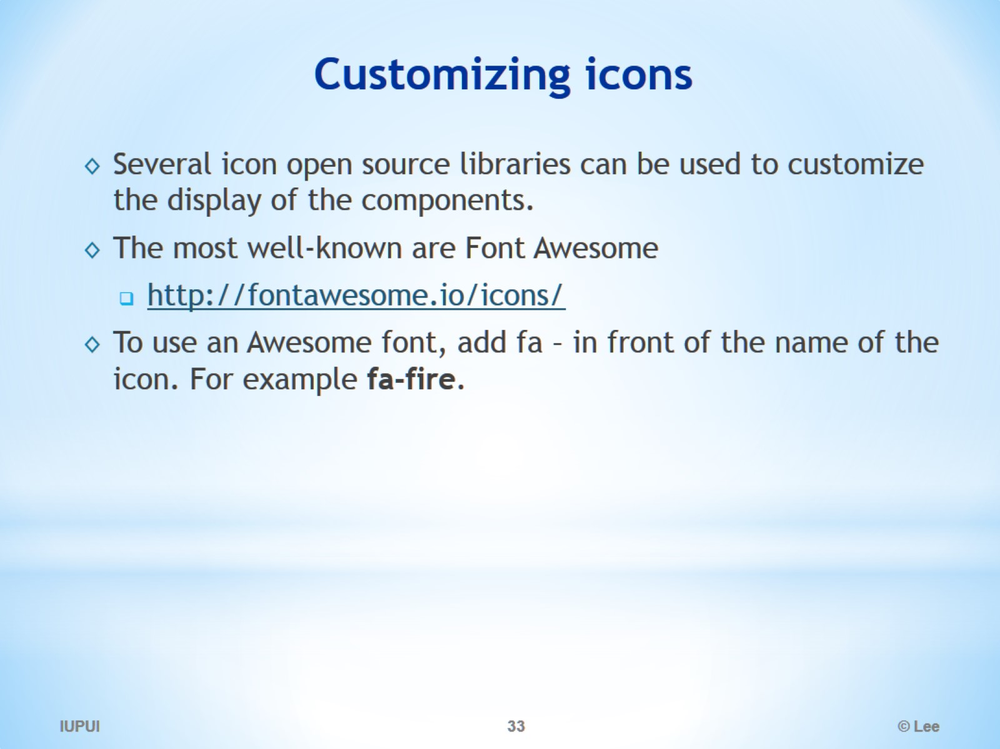 Customizing icons
Several icon open source libraries can be used to customize
the display of the components.
The most well-known are Font Awesome
http://fontawesome.io/icons/
To use an Awesome font, add fa – in front of the name of the
icon. For example fa-fire.
IUPUI 33 © Lee